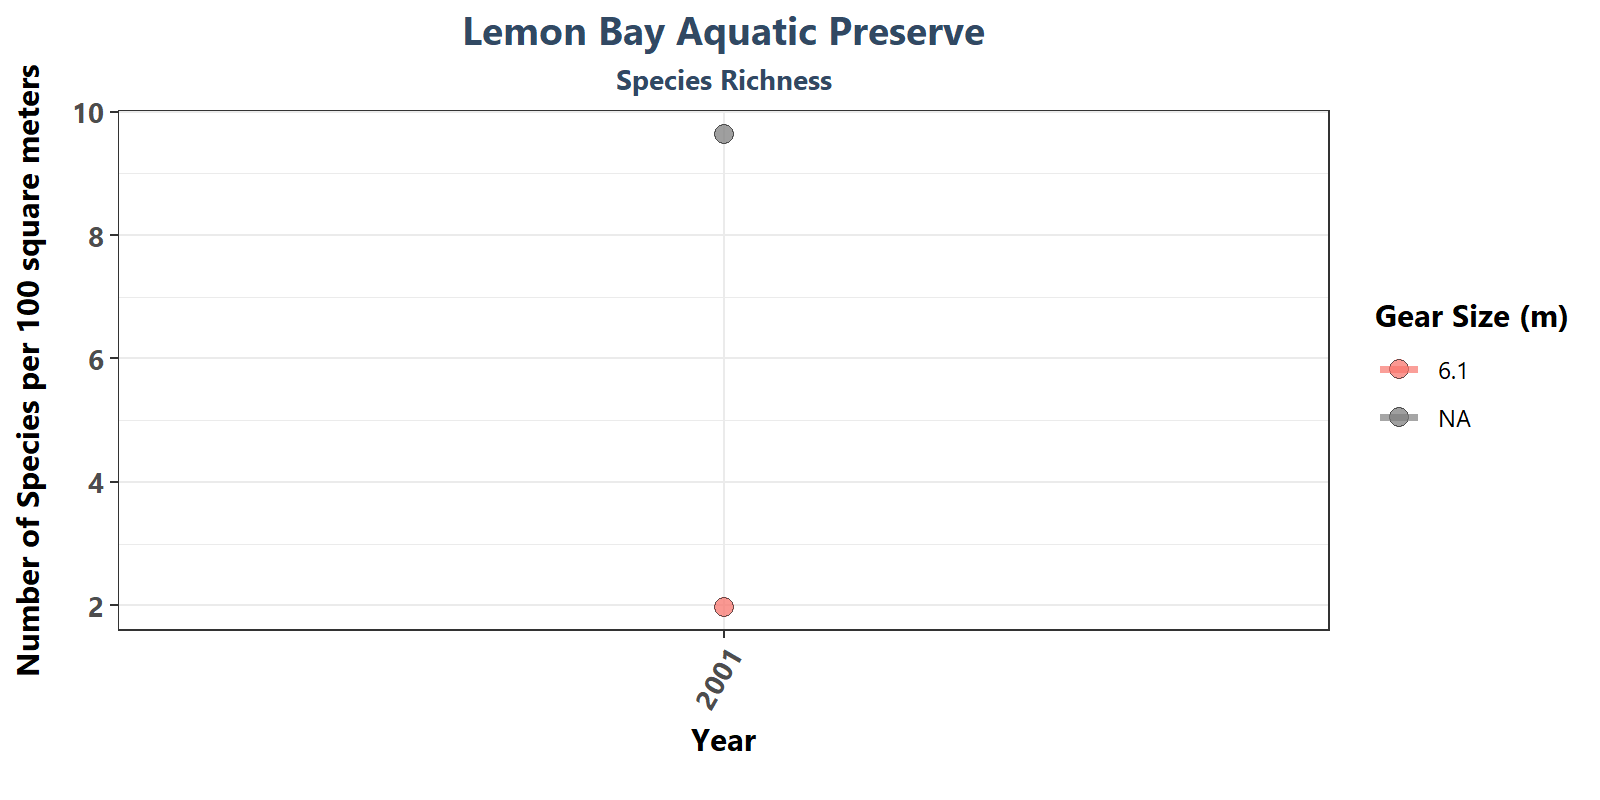 Lemon Bay Aquatic Preserve
Species Richness
Number of Species per 100 square meters
10
8
6
4
2
2001
Year
Gear Size (m)
6.1
NA